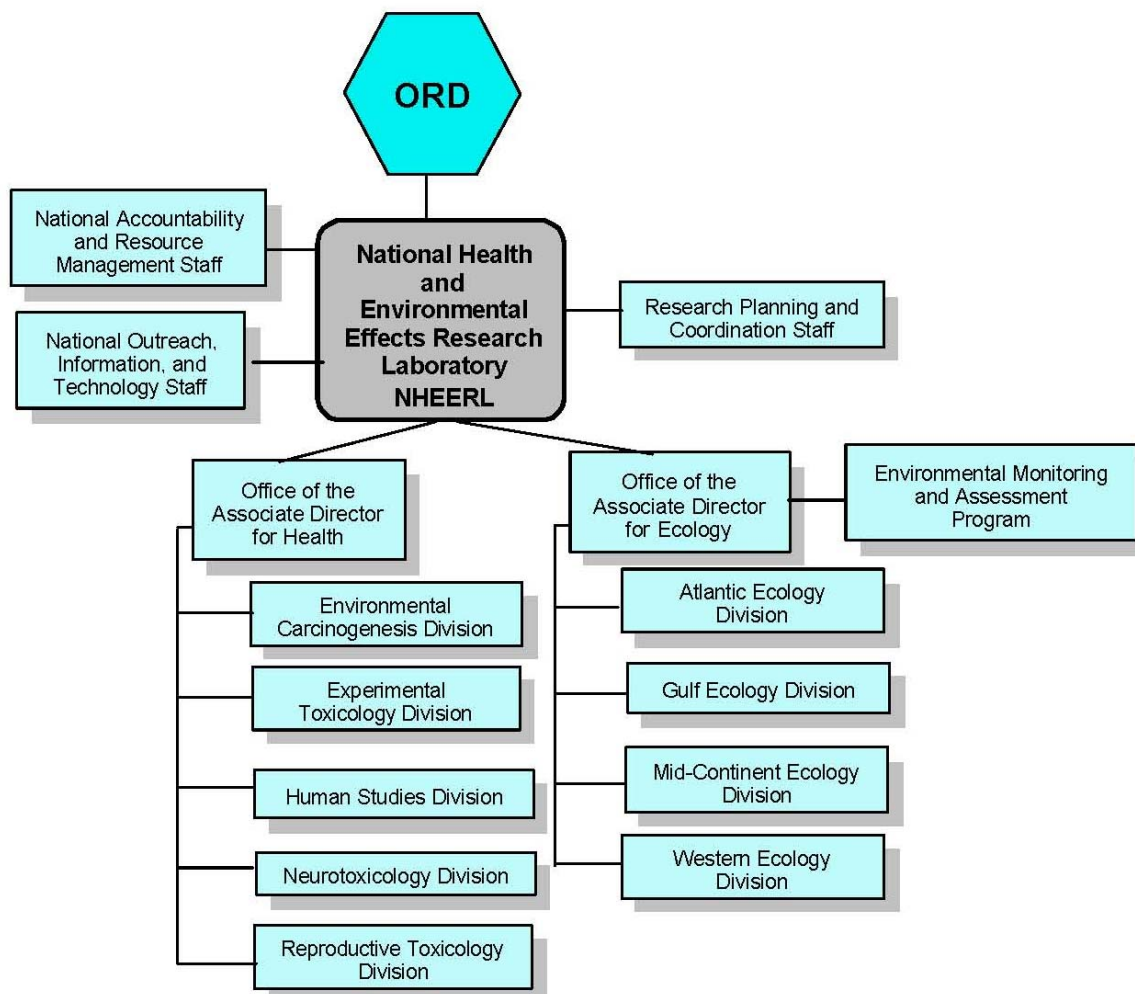 ORD
National Accountability
and Resource
Management Staff
National Health
and
Environmental
Effects Research
Laboratory
NHEERL
National Outreach,
Information, and
Technology Staff
Research Planning and
Coordination Staff
Office of the
Associate Director
for Health
Office of the
Associate Director
for Ecology
Environmental Monitoring
and Assessment
Program
Environmental
Carcinogenesis Division
Experimental
Toxicology Division
Human Studies Division
Neurotoxicology Division
Reproductive Toxicology
Division
Atlantic Ecology
Division
Gulf Ecology Division
Mid-Continent Ecology
Division
Western Ecology
Division